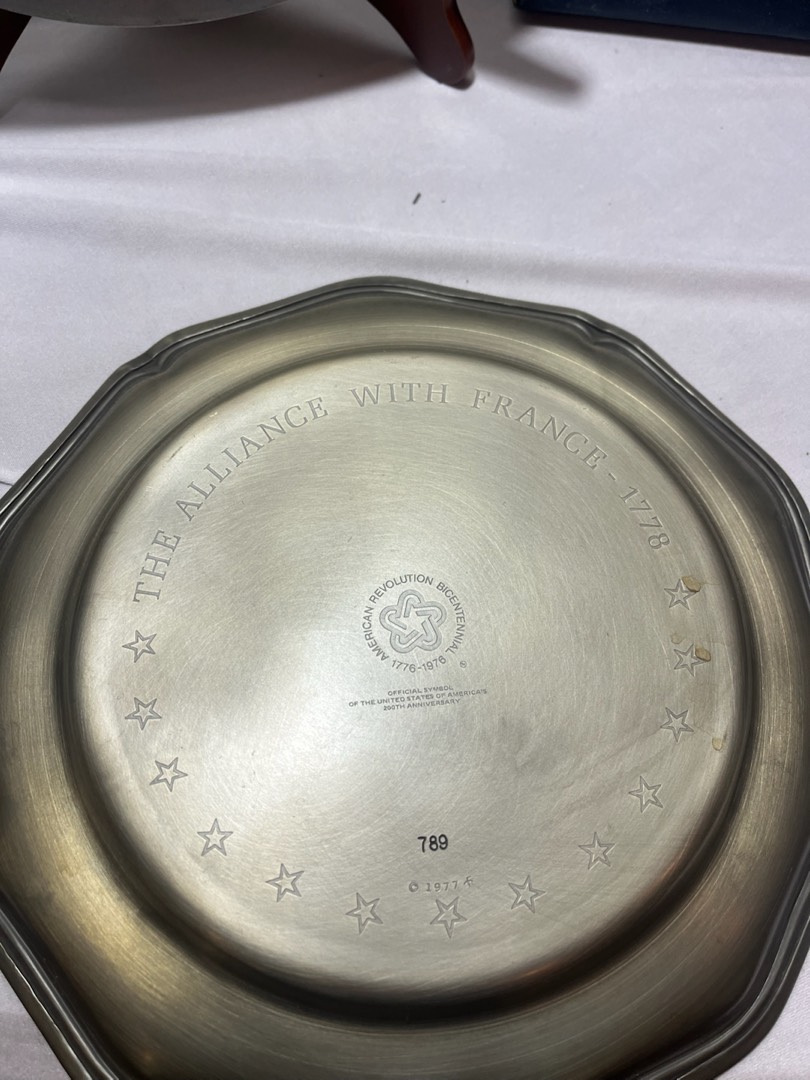 THE ALLIANCE WITH FRANCE - 1778
AMERICAN REVOLUTION BICENTENNIAL
1776-1976
OFFICIAL SYMBOL
OF THE UNITED STATES OF AMERICA'S
200TH ANNIVERSARY
789
© 1977